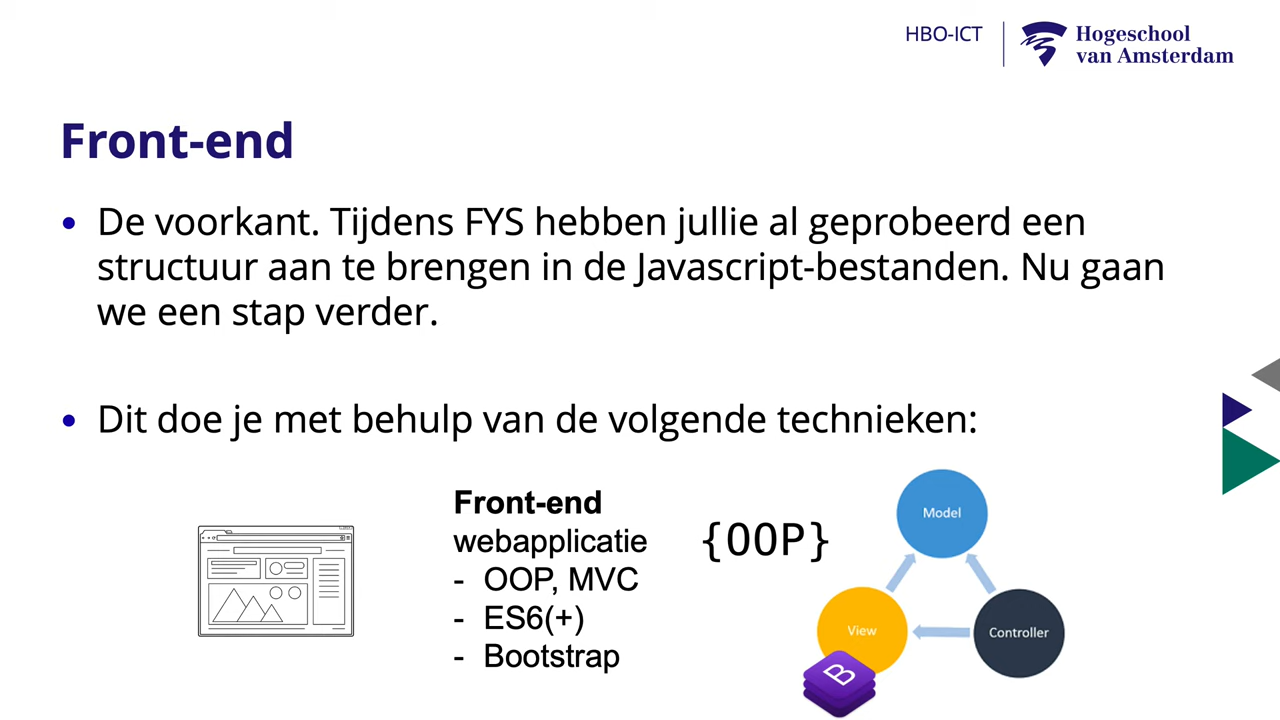 HBO-ICT
Hogeschool
van Amsterdam
Front-end
• De voorkant. Tijdens FYS hebben jullie al geprobeerd een
structuur aan te brengen in de Javascript-bestanden. Nu gaan
we een stap verder.
• Dit doe je met behulp van de volgende technieken:
Front-end
webapplicatie
- OOP, MVC
- ES6(+)
- Bootstrap
{OOP}
Model
View
Controller
B